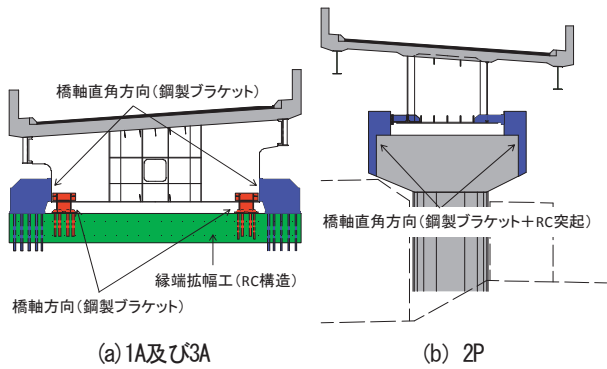 橋軸直角方向(鋼製ブラケット)
縁端拡幅工(RC構造)
橋軸方向(鋼製ブラケット)
(a)1A及び3A
橋軸直角方向(鋼製ブラケット+RC突起)
(b) 2P